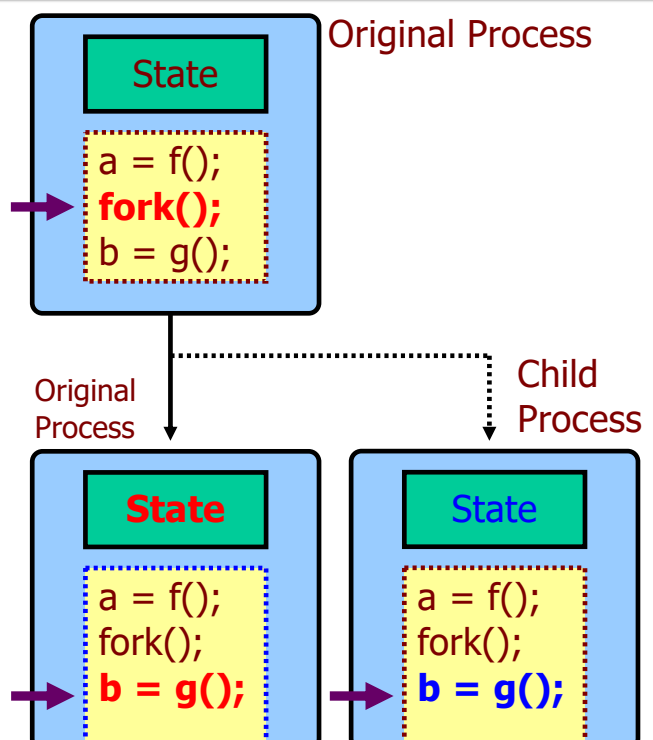 Original Process
State
a = f();
fork();
b = g();
Original
Process
Child
Process
State
a = f();
fork();
b = g();
State
a = f();
fork();
b = g();